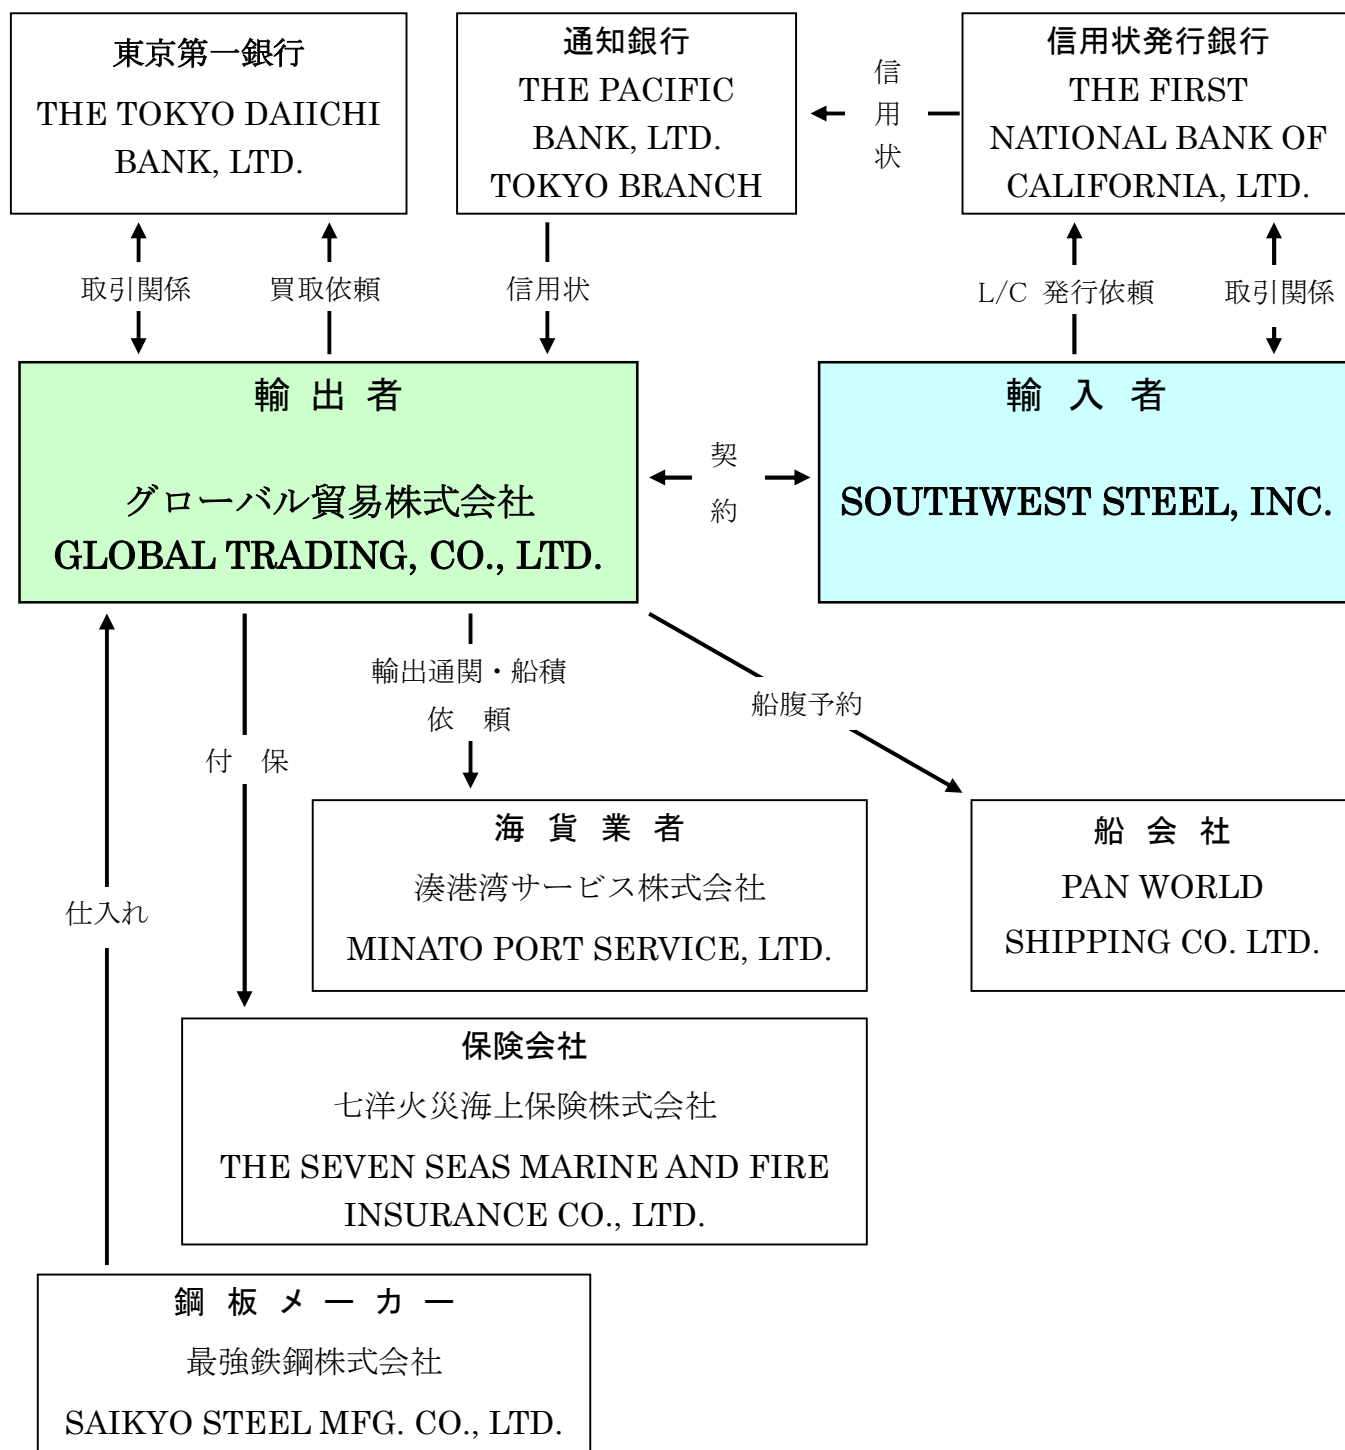 東京第一銀行
THE TOKYO DAIICHI
BANK, LTD.
通知銀行
THE PACIFIC
BANK, LTD.
TOKYO BRANCH
信用状
信用状発行銀行
THE FIRST
NATIONAL BANK OF
CALIFORNIA, LTD.
取引関係
買取依頼
信用状
L/C 発行依頼
取引関係
輸出者
グローバル貿易株式会社
GLOBAL TRADING, CO., LTD.
契約
輸入者
SOUTHWEST STEEL, INC.
輸出通関・船積
依 頼
船腹予約
付 保
仕入れ
海貨業者
湊港湾サービス株式会社
MINATO PORT SERVICE, LTD.
船会社
PAN WORLD
SHIPPING CO. LTD.
保険会社
七洋火災海上保険株式会社
THE SEVEN SEAS MARINE AND FIRE
INSURANCE CO., LTD.
鋼板メーカー
最強鉄鋼株式会社
SAIKYO STEEL MFG. CO., LTD.